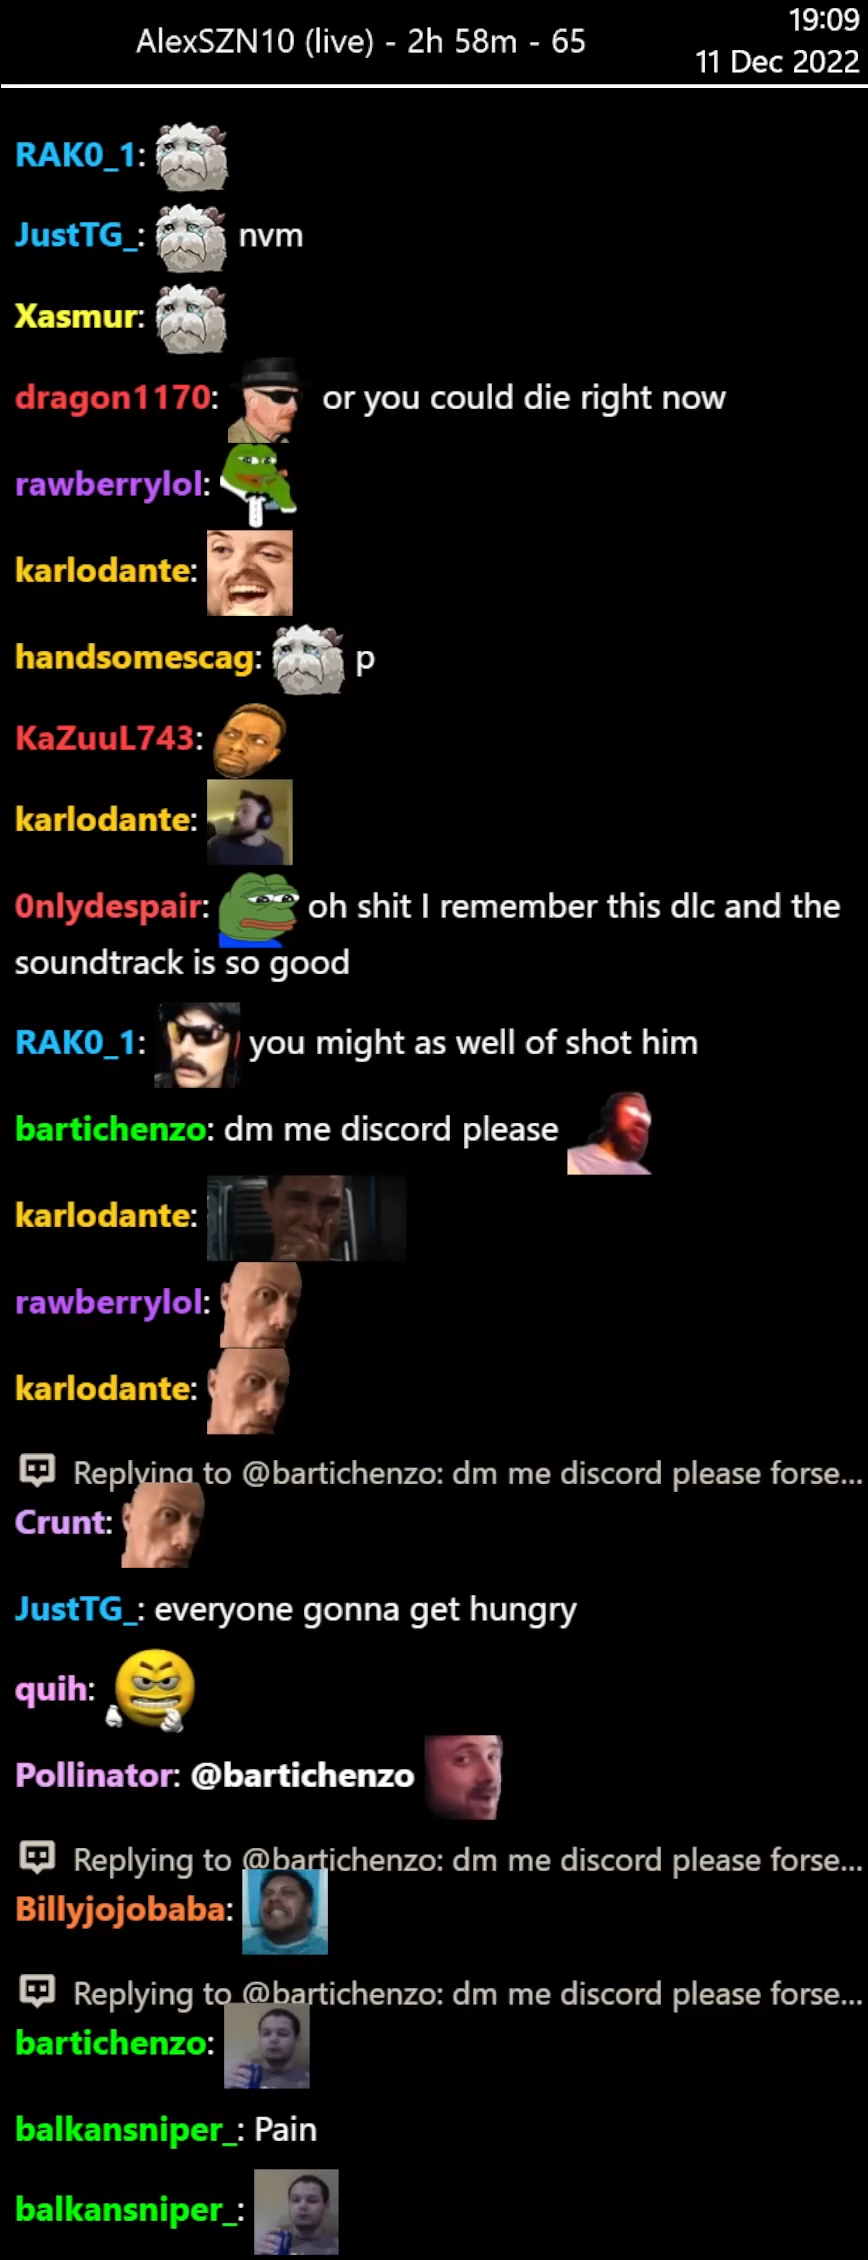 AlexSZN10 (live) - 2h 58m - 65
19:09
11 Dec 2022
RAK0_1:
JustTG_: nvm
Xasmur:
dragon1170: or you could die right now
rawberrylol:
karlodante:
handsomescag: p
KaZuuL743:
karlodante:
0nlydespair: oh shit I remember this dlc and the
soundtrack is so good
RAK0_1: you might as well of shot him
bartichenzo: dm me discord please
karlodante:
rawberrylol:
karlodante:
Replying to @bartichenzo: dm me discord please forse...
Crunt:
JustTG_: everyone gonna get hungry
quih:
Pollinator: @bartichenzo
Replying to @bartichenzo: dm me discord please forse...
Billyjojobaba:
Replying to @bartichenzo: dm me discord please forse...
bartichenzo:
balkansniper_: Pain
balkansniper_: